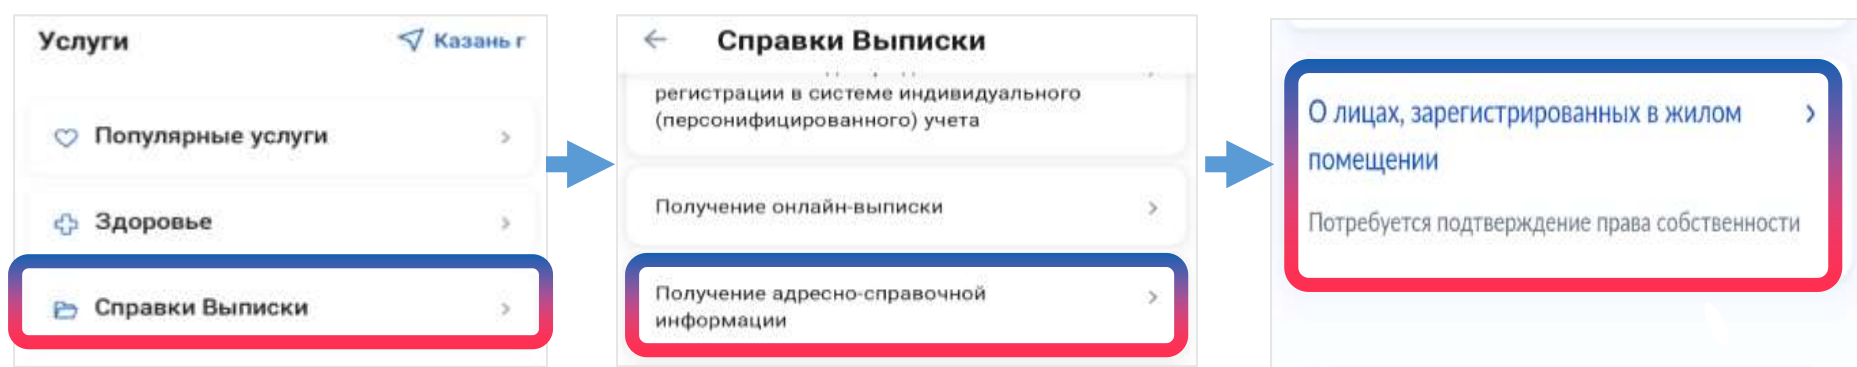 Услуги
Казань г
Популярные услуги
Здоровье
Справки Выписки
Справки Выписки
регистрации в системе индивидуального
(персонифицированного) учета
Получение онлайн-выписки
Получение адресно-справочной
информации
О лицах, зарегистрированных в жилом
помещении
Потребуется подтверждение права собственности